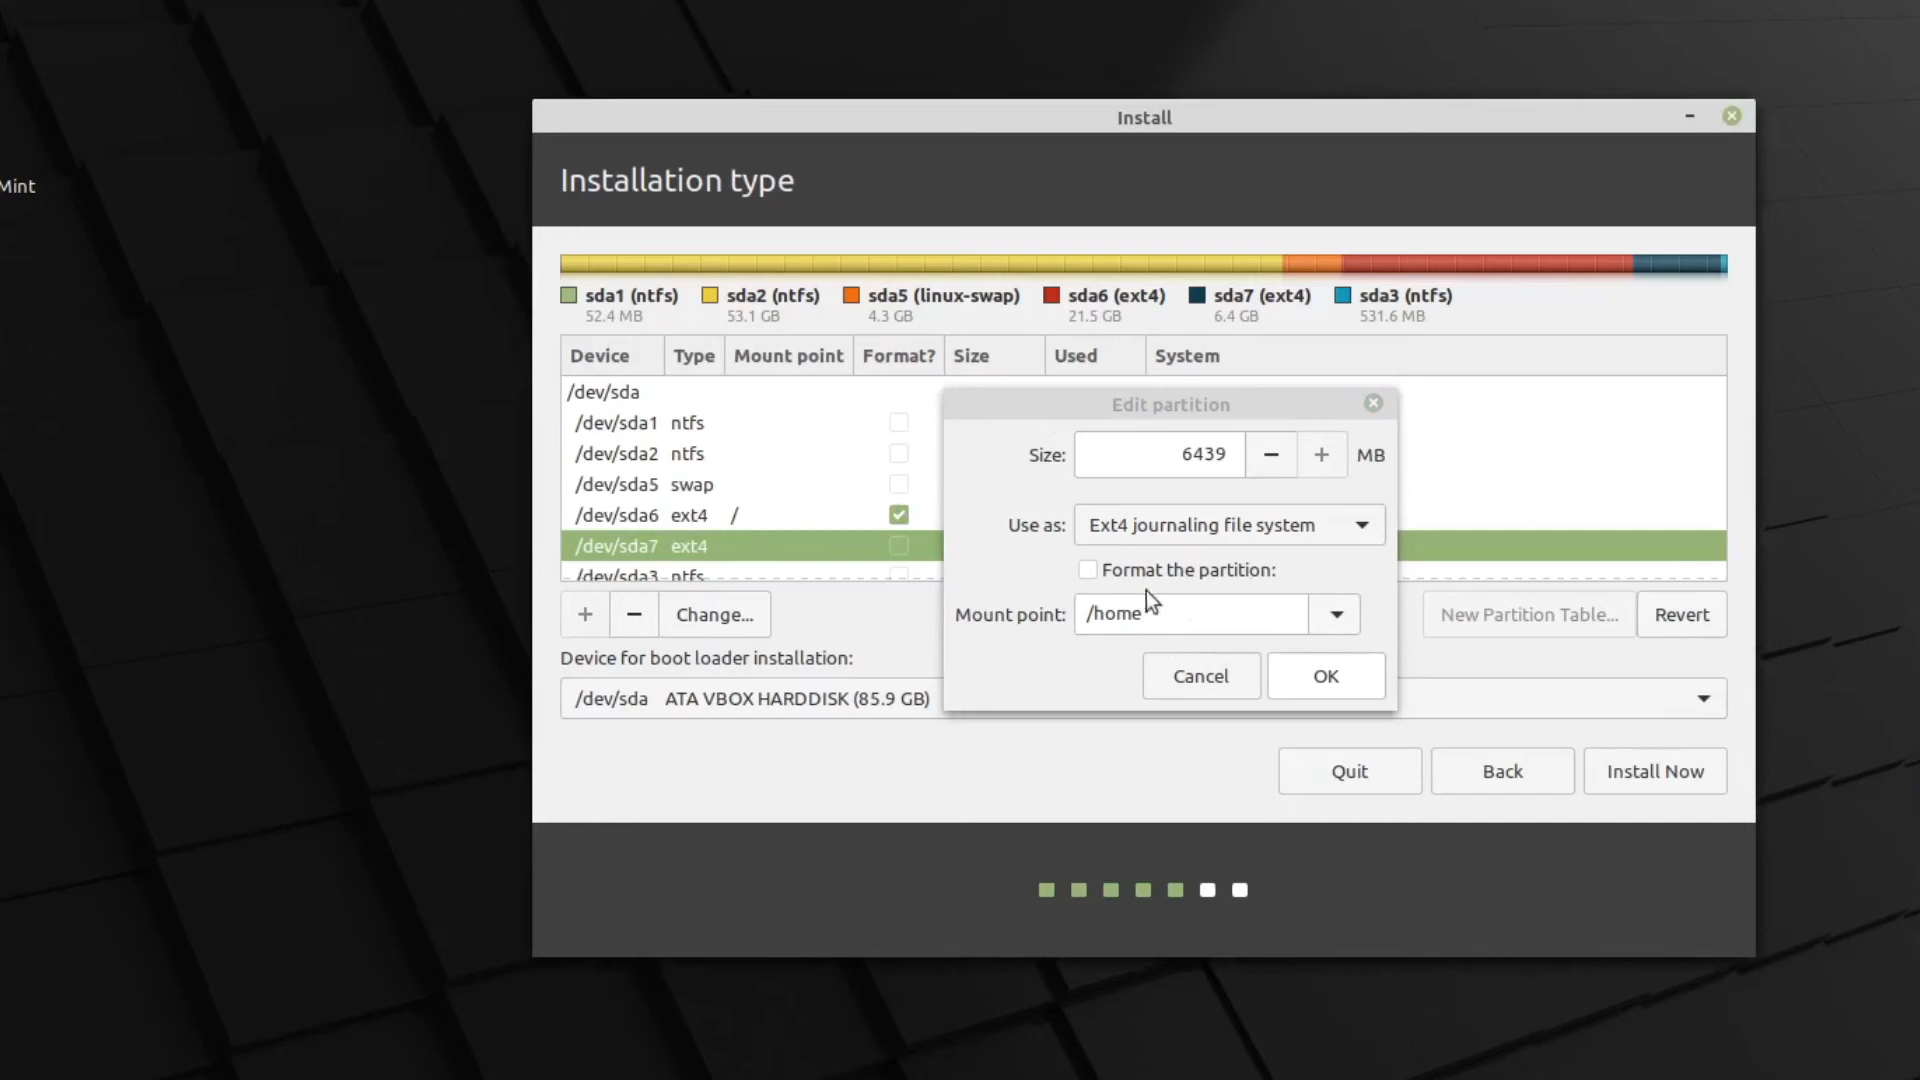 Mint
Install
Installation type
sda1 (ntfs) sda2 (ntfs) sda5 (linux-swap) sda6 (ext4) sda7 (ext4) sda3 (ntfs)
52.4 MB 53.1 GB 4.3 GB 21.5 GB 6.4 GB 531.6 MB
Device Type Mount point Format? Size Used System
/dev/sda
/dev/sda1 ntfs
/dev/sda2 ntfs
/dev/sda5 swap
/dev/sda6 ext4 /
/dev/sda7 ext4
/dev/sda3 ntfs
Edit partition
Size: 6439 − + MB
Use as: Ext4 journaling file system
Format the partition:
Mount point: /home
Cancel OK
+ − Change... New Partition Table... Revert
Device for boot loader installation:
/dev/sda ATA VBOX HARDDISK (85.9 GB)
Quit Back Install Now